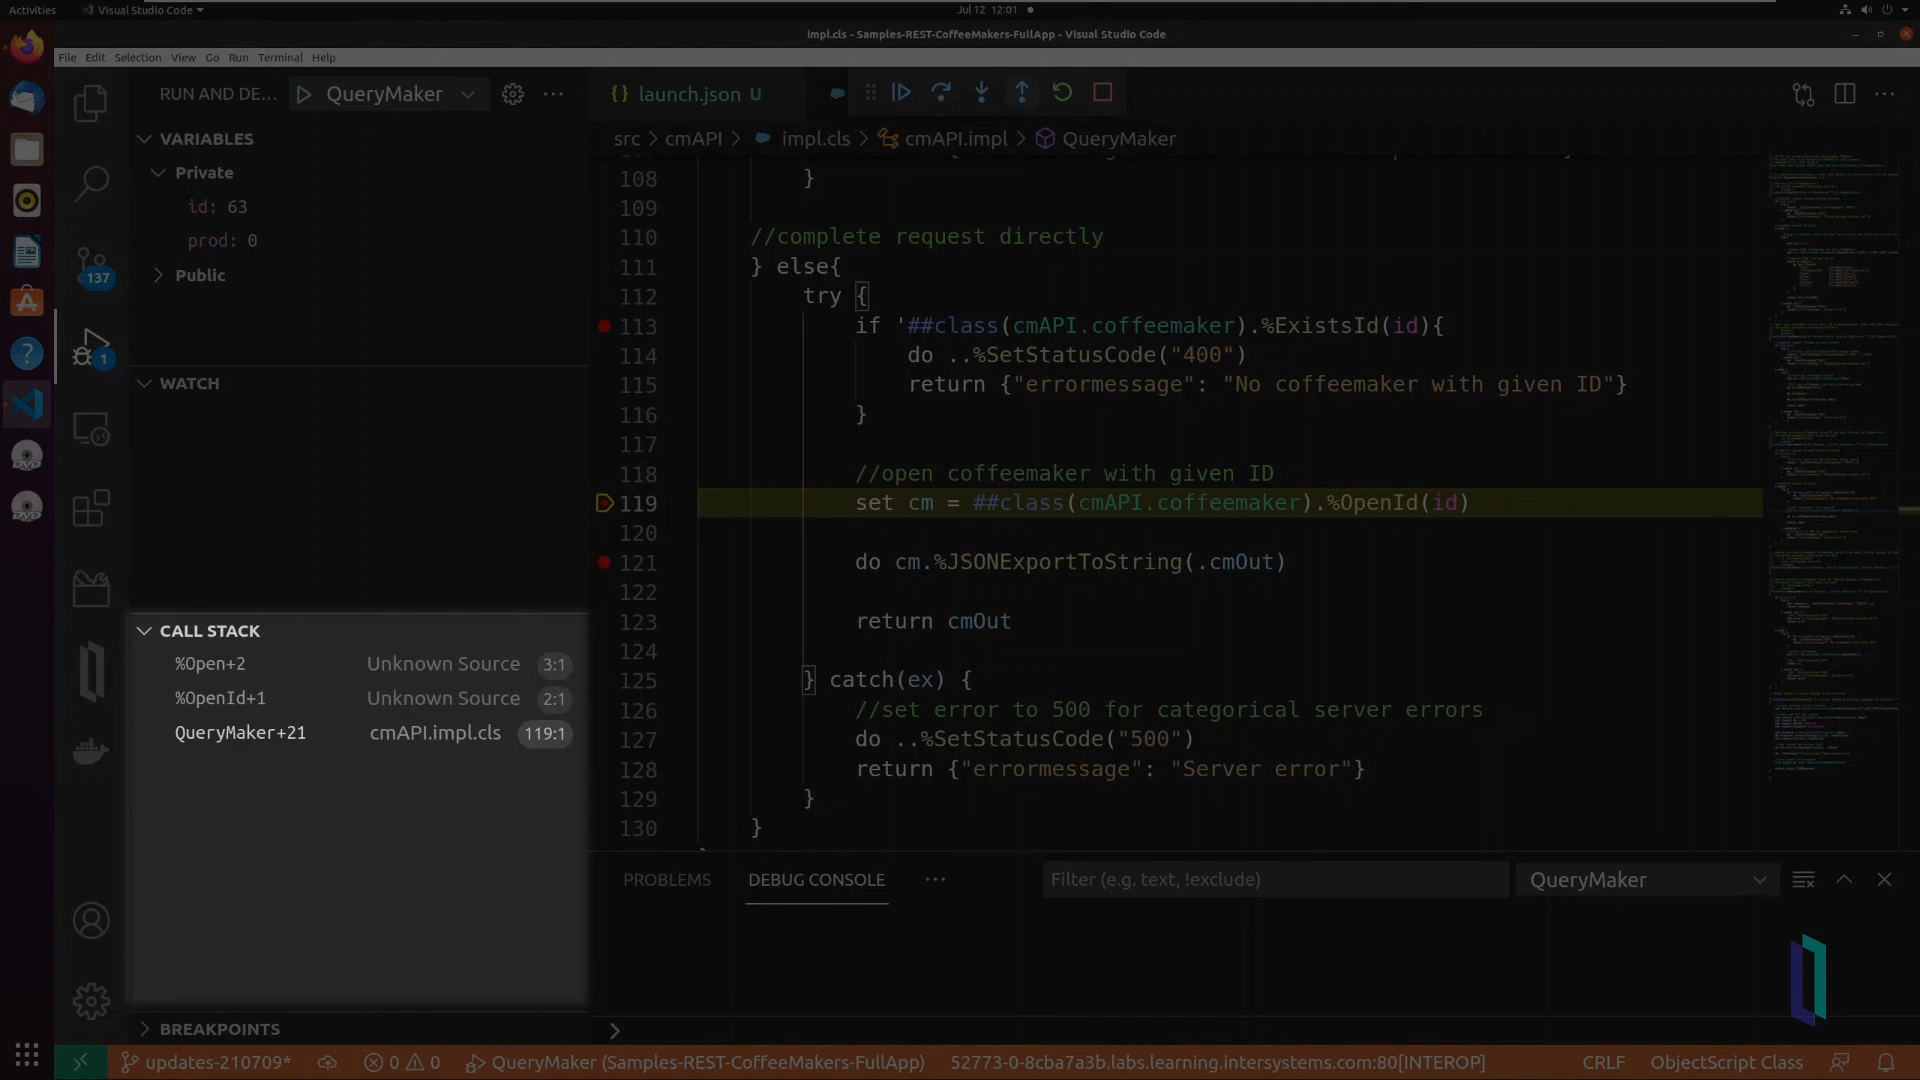 Activities
Visual Studio Code
Jul 12 12:01
impl.cls - Samples-REST-CoffeeMakers-FullApp - Visual Studio Code
File Edit Selection View Go Run Terminal Help
RUN AND DE...
QueryMaker
{} launch.json U
src > cmAPI > impl.cls > cmAPI.impl > QueryMaker
VARIABLES
Private
id: 63
prod: 0
Public
WATCH
137
1
108 }
109
110 //complete request directly
111 } else{
112 try {
113 if '##class(cmAPI.coffeemaker).%ExistsId(id){
114 do ..%SetStatusCode("400")
115 return {"errormessage": "No coffeemaker with given ID"}
116 }
117
118 //open coffeemaker with given ID
119 set cm = ##class(cmAPI.coffeemaker).%OpenId(id)
120
121 do cm.%JSONExportToString(.cmOut)
122
123 return cmOut
124
125 } catch(ex) {
126 //set error to 500 for categorical server errors
127 do ..%SetStatusCode("500")
128 return {"errormessage": "Server error"}
129 }
130 }
CALL STACK
%Open+2 Unknown Source 3:1
%OpenId+1 Unknown Source 2:1
QueryMaker+21 cmAPI.impl.cls 119:1
BREAKPOINTS
PROBLEMS
DEBUG CONSOLE
...
Filter (e.g. text, !exclude)
QueryMaker
>
updates-210709*
0 0
QueryMaker (Samples-REST-CoffeeMakers-FullApp)
52773-0-8cba7a3b.labs.learning.intersystems.com:80[INTEROP]
CRLF
ObjectScript Class
DVD
DVD